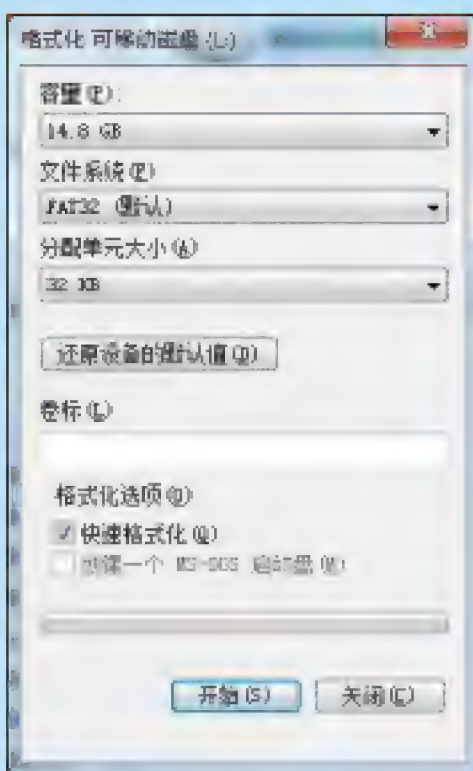 格式化 可移动磁盘 (L:)
容量(P):
14.8 GB
文件系统(F)
FAT32 (默认)
分配单元大小(A)
32 KB
还原设备的默认值(D)
卷标(L)
格式化选项(O)
快速格式化(Q)
创建一个 MS-DOS 启动盘(M)
开始(S)
关闭(C)